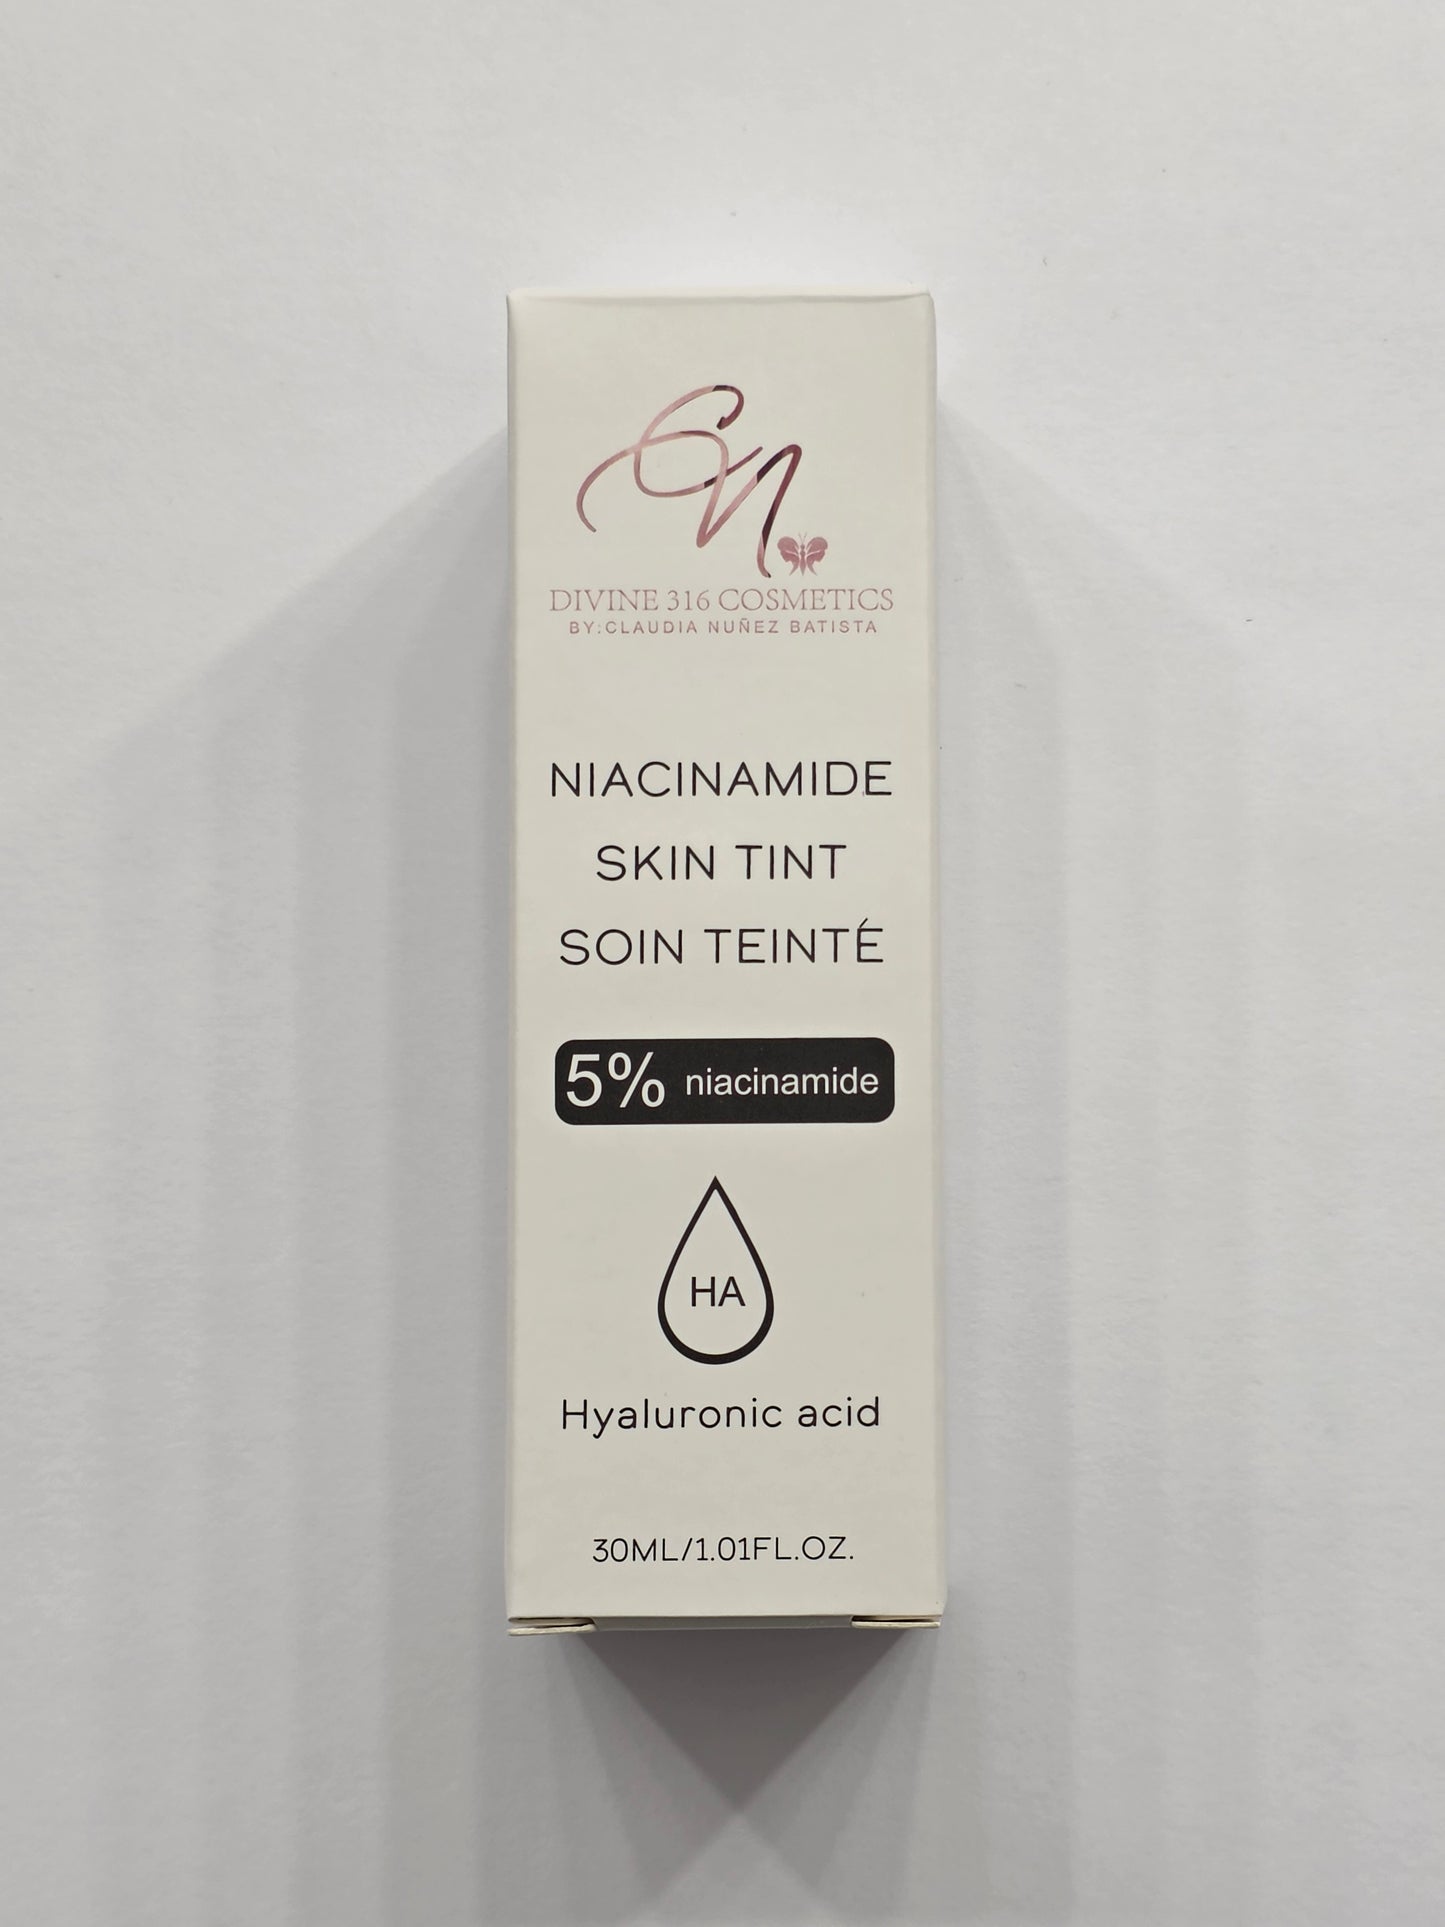 CN
DIVINE 316 COSMETICS
BY:CLAUDIA NUÑEZ BATISTA
NIACINAMIDE
SKIN TINT
SOIN TEINTÉ
5% niacinamide
HA
Hyaluronic acid
30ML/1.01FL.OZ.